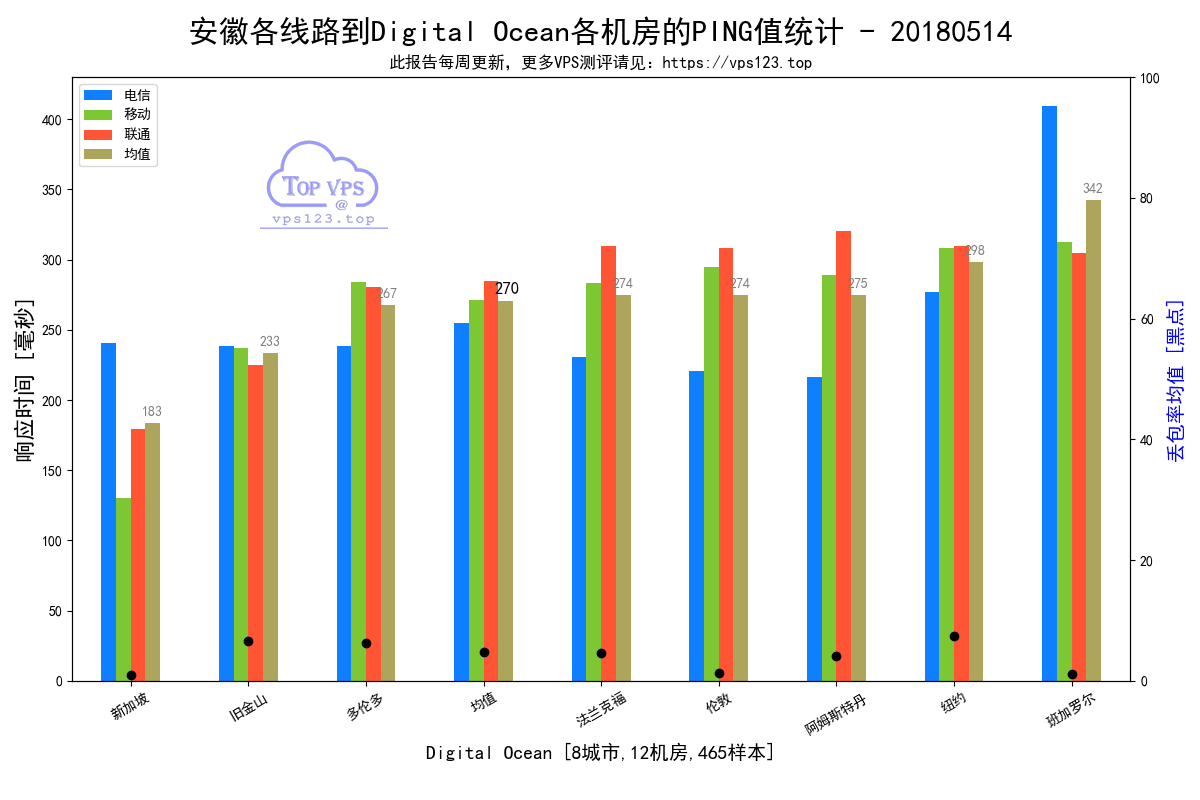 安徽各线路到Digital Ocean各机房的PING值统计 - 20180514
此报告每周更新，更多VPS测评请见：https://vps123.top
电信
移动
联通
均值
TOP VPS
@
vps123.top
响应时间 [毫秒]
400
350
300
250
200
150
100
50
0
183
233
267
270
274
274
275
298
342
100
80
60
40
20
0
丢包率均值 [黑点]
新加坡
旧金山
多伦多
均值
法兰克福
伦敦
阿姆斯特丹
纽约
班加罗尔
Digital Ocean [8城市,12机房,465样本]